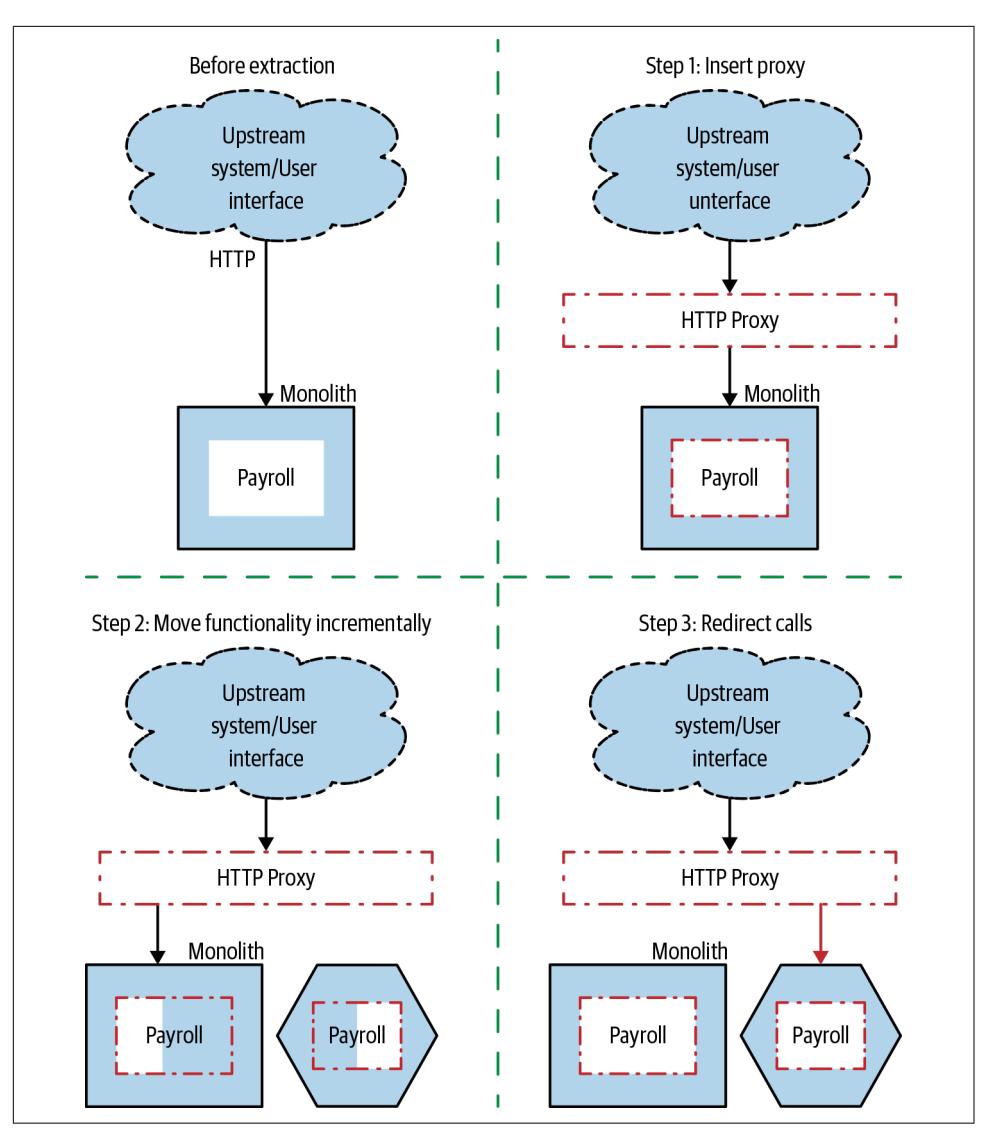 Before extraction
Upstream
system/User
interface
HTTP
Monolith
Payroll
Step 1: Insert proxy
Upstream
system/user
unterface
HTTP Proxy
Monolith
Payroll
Step 2: Move functionality incrementally
Upstream
system/User
interface
HTTP Proxy
Monolith
Payroll
Payroll
Step 3: Redirect calls
Upstream
system/User
interface
HTTP Proxy
Monolith
Payroll
Payroll